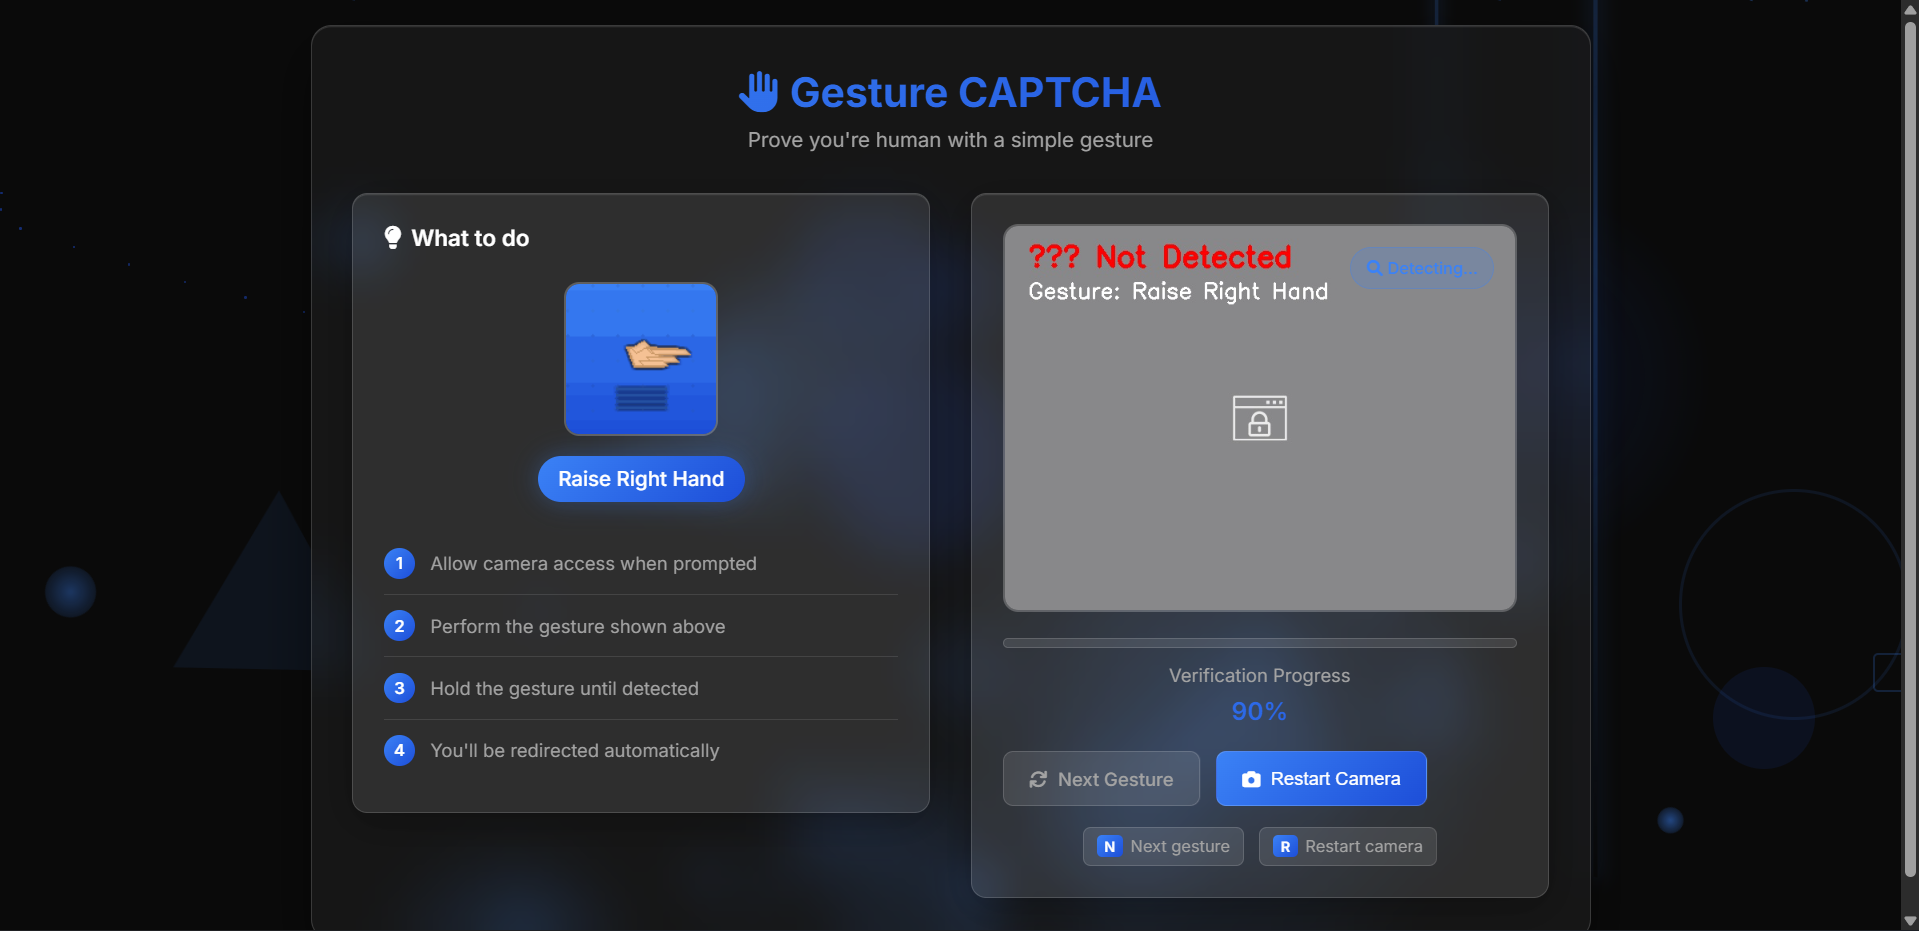 Gesture CAPTCHA
Prove you're human with a simple gesture
What to do
Raise Right Hand
1 Allow camera access when prompted
2 Perform the gesture shown above
3 Hold the gesture until detected
4 You'll be redirected automatically
??? Not Detected
Detecting...
Gesture: Raise Right Hand
Verification Progress
90%
Next Gesture
Restart Camera
N Next gesture
R Restart camera